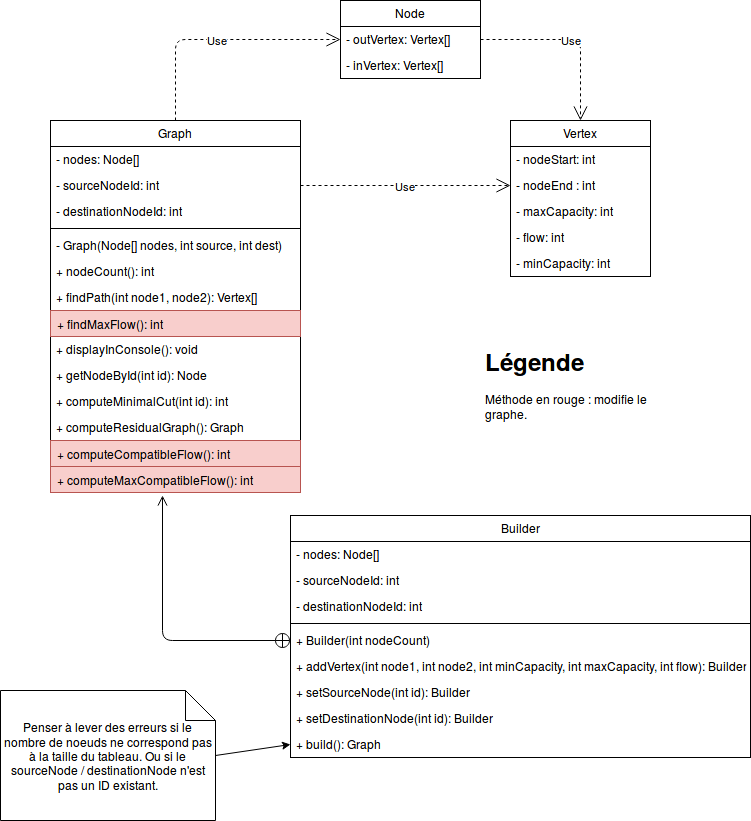 Node
- outVertex: Vertex[]
- inVertex: Vertex[]
Use
Use
Graph
- nodes: Node[]
- sourceNodeId: int
- destinationNodeId: int
- Graph(Node[] nodes, int source, int dest)
+ nodeCount(): int
+ findPath(int node1, node2): Vertex[]
+ findMaxFlow(): int
+ displayInConsole(): void
+ getNodeById(int id): Node
+ computeMinimalCut(int id): int
+ computeResidualGraph(): Graph
+ computeCompatibleFlow(): int
+ computeMaxCompatibleFlow(): int
Use
Vertex
- nodeStart: int
- nodeEnd : int
- maxCapacity: int
- flow: int
- minCapacity: int
Légende
Méthode en rouge : modifie le
graphe.
Builder
- nodes: Node[]
- sourceNodeId: int
- destinationNodeId: int
+ Builder(int nodeCount)
+ addVertex(int node1, int node2, int minCapacity, int maxCapacity, int flow): Builder
+ setSourceNode(int id): Builder
+ setDestinationNode(int id): Builder
+ build(): Graph
Penser à lever des erreurs si le
nombre de noeuds ne correspond pas
à la taille du tableau. Ou si le
sourceNode / destinationNode n'est
pas un ID existant.